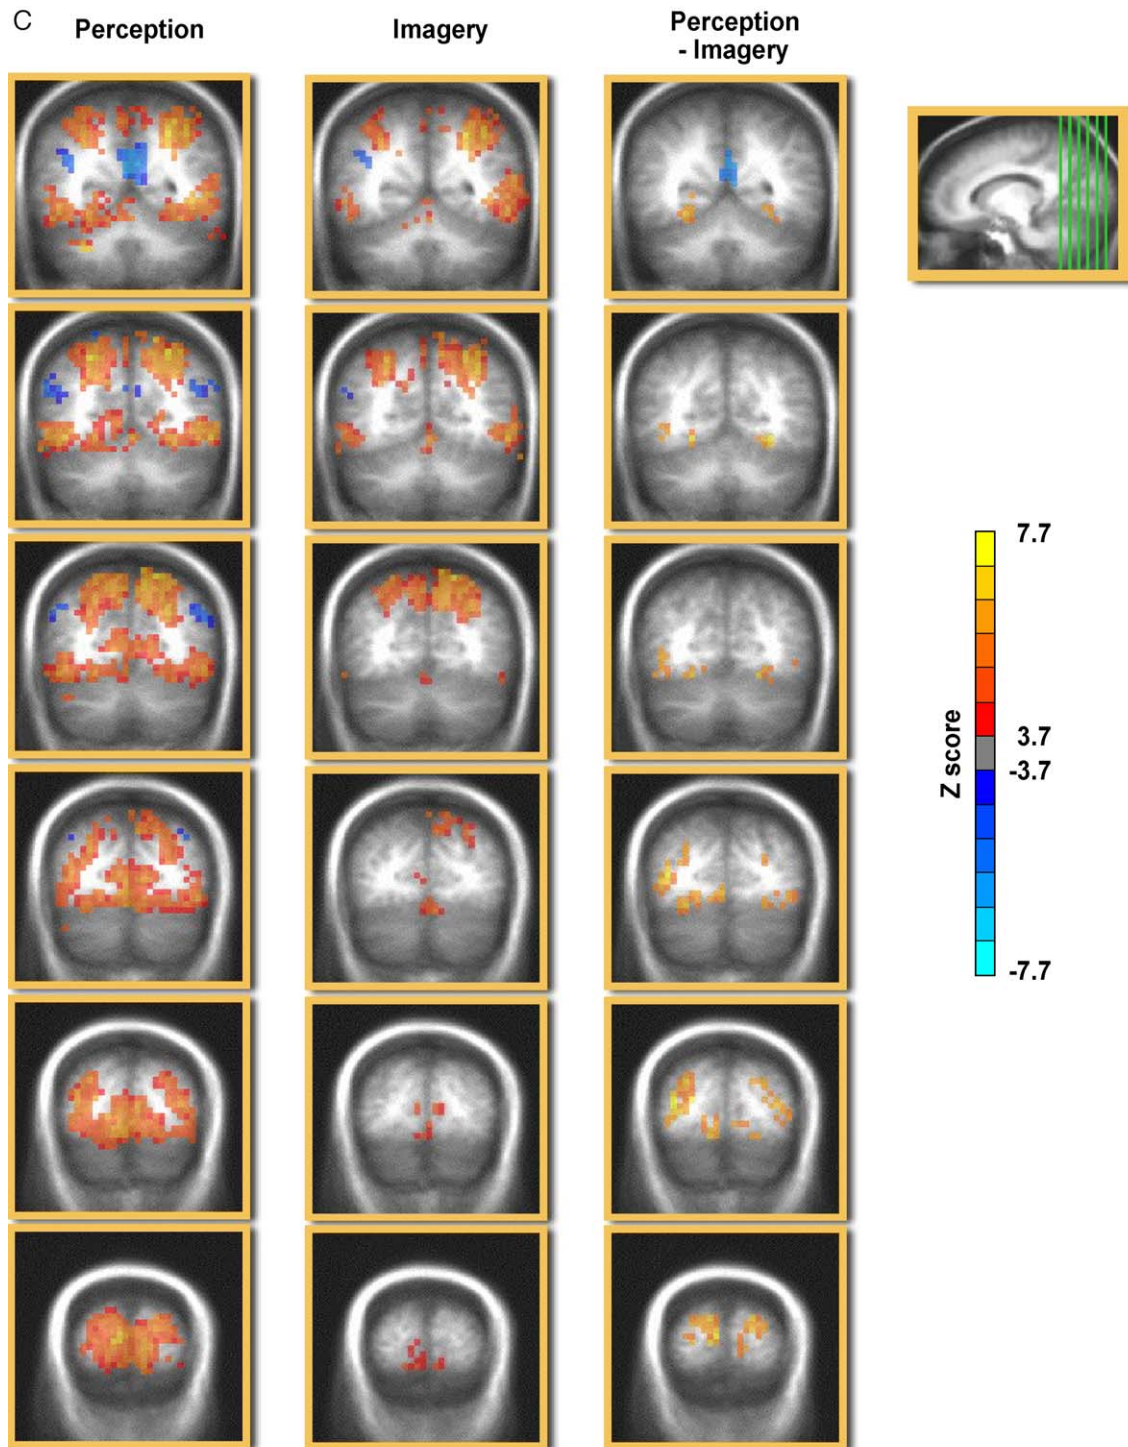 C
Perception
Imagery
Perception
- Imagery
7.7
3.7
-3.7
-7.7
Z score